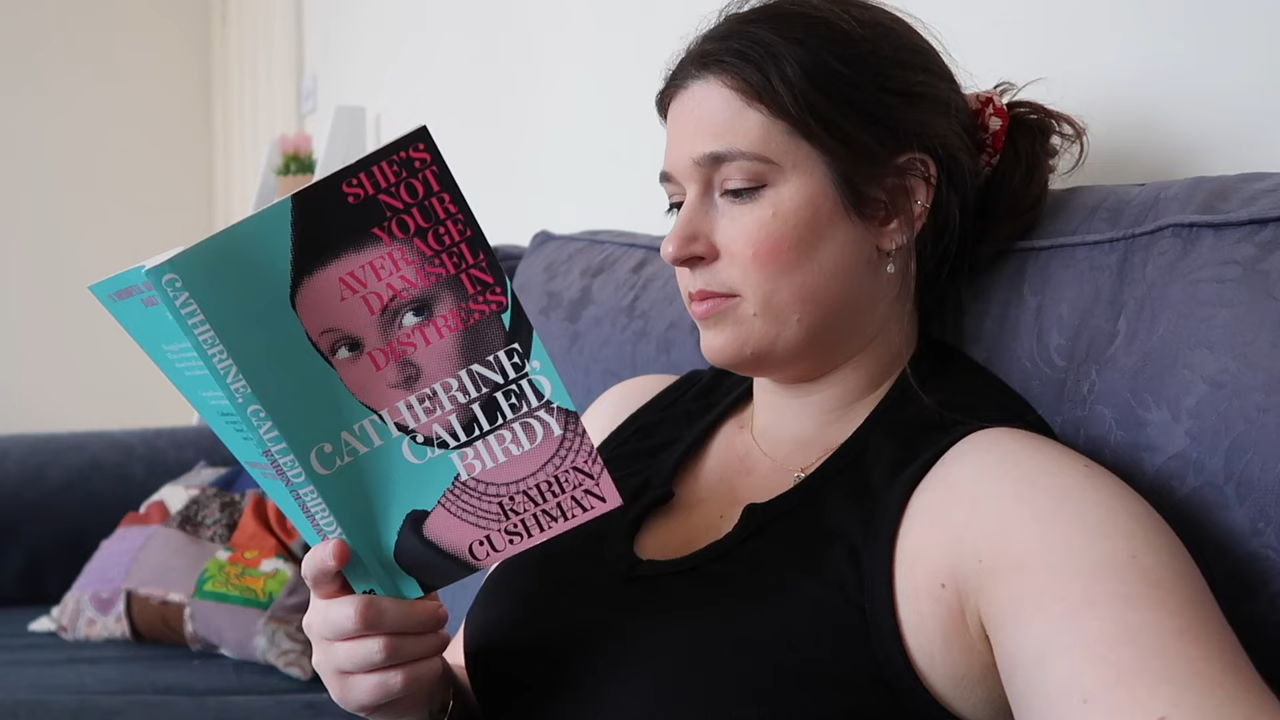 SHE'S
NOT
YOUR
AVERAGE
DAMSEL
IN
DISTRESS
CATHERINE,
CALLED
BIRDY
KAREN
CUSHMAN
CATHERINE, CALLED BIRDY
KAREN CUSHMAN